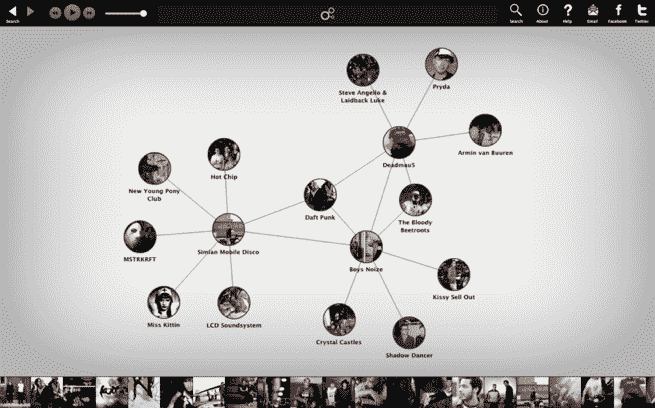 Search
Search
About
Help
Email
Facebook
Twitter
Steve Angello &
Laidback Luke
Pryda
Deadmau5
Armin van Buuren
Hot Chip
New Young Pony
Club
Daft Punk
The Bloody
Beetroots
MSTRKRFT
Simian Mobile Disco
Boys Noize
Kissy Sell Out
Miss Kittin
LCD Soundsystem
Crystal Castles
Shadow Dancer